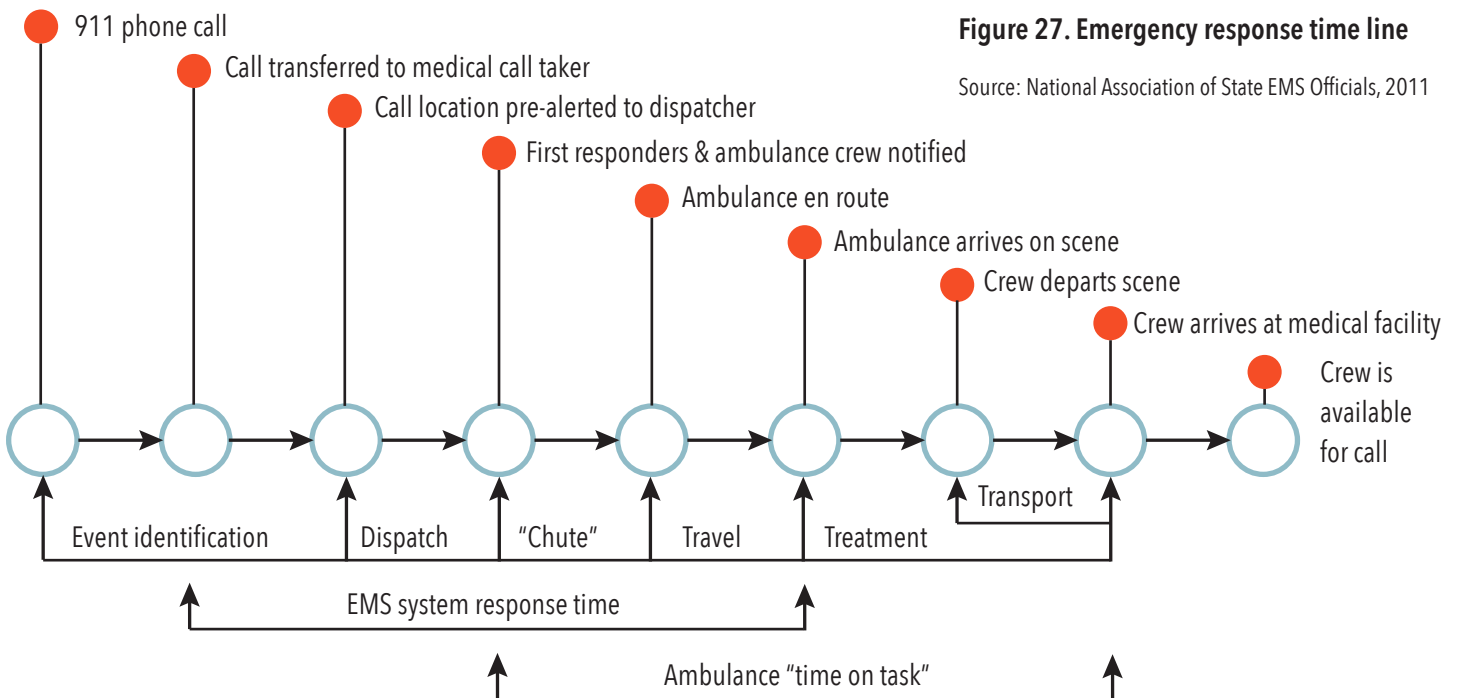 911 phone call
Figure 27. Emergency response time line
Call transferred to medical call taker
Source: National Association of State EMS Officials, 2011
Call location pre-alerted to dispatcher
First responders & ambulance crew notified
Ambulance en route
Ambulance arrives on scene
Crew departs scene
Crew arrives at medical facility
Crew is
available
for call
Transport
Event identification
Dispatch
“Chute”
Travel
Treatment
EMS system response time
Ambulance “time on task”